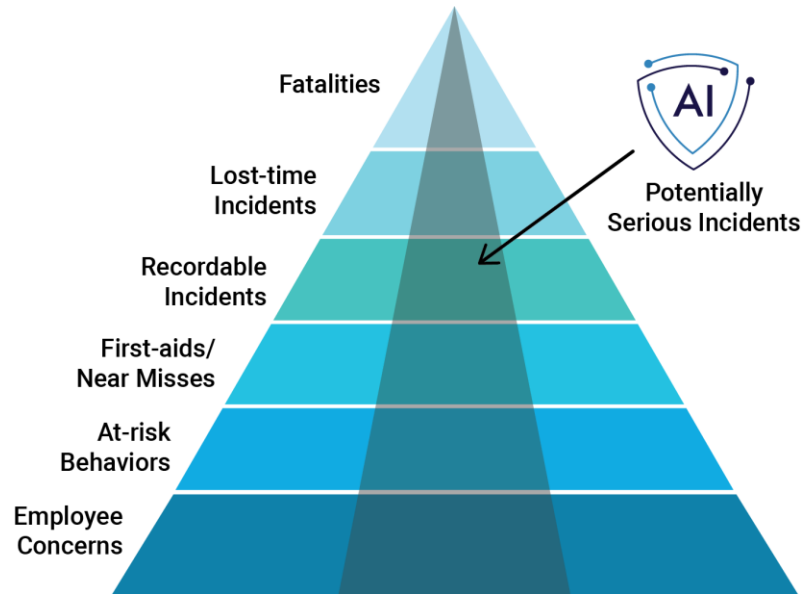 Fatalities
AI
Lost-time
Incidents
Potentially
Serious Incidents
Recordable
Incidents
First-aids/
Near Misses
At-risk
Behaviors
Employee
Concerns